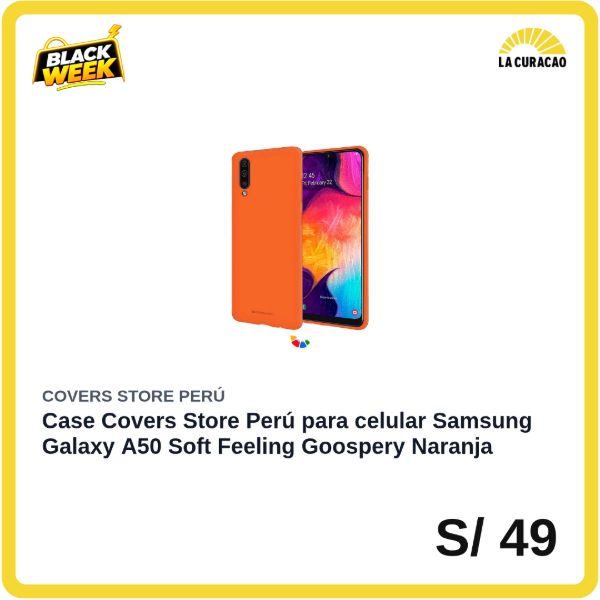 BLACK
WEEK
LA CURACAO
COVERS STORE PERÚ
Case Covers Store Perú para celular Samsung
Galaxy A50 Soft Feeling Goospery Naranja
S/ 49